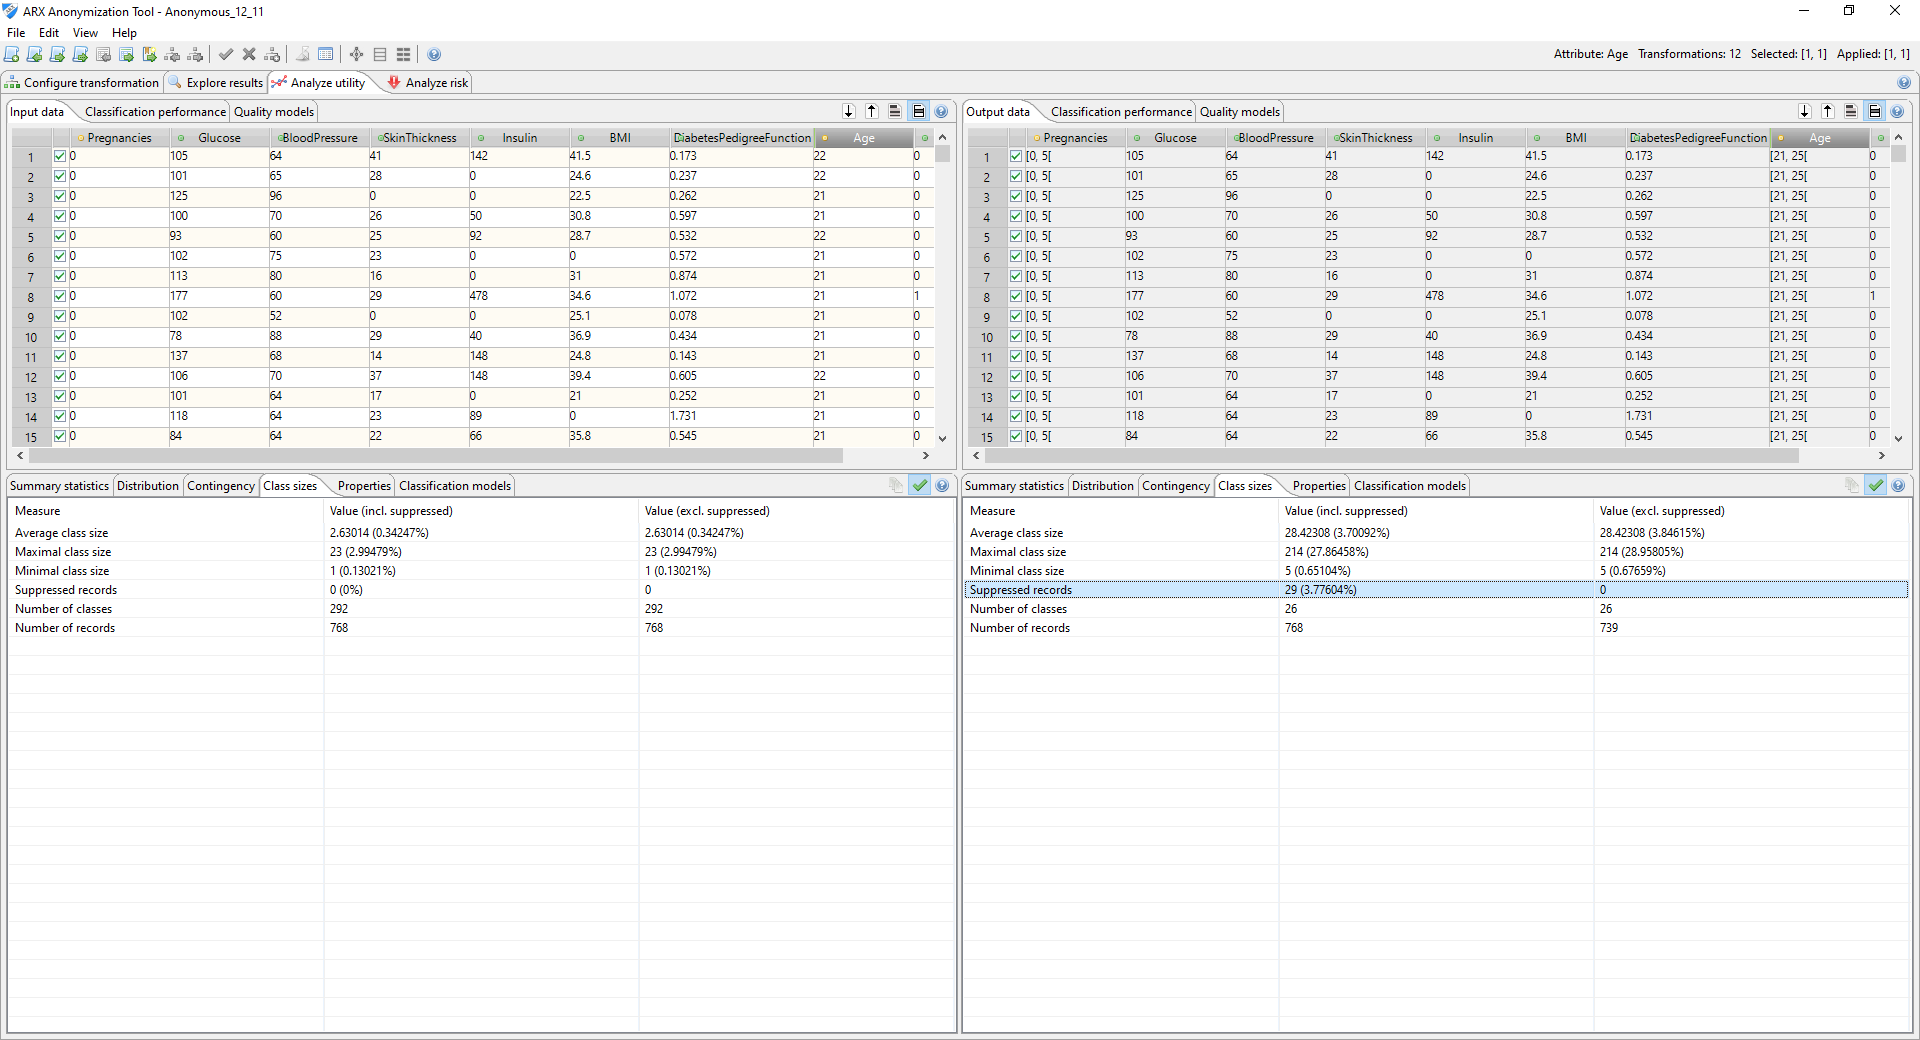 ARX Anonymization Tool - Anonymous_12_11
File Edit View Help
Attribute: Age Transformations: 12 Selected: [1, 1] Applied: [1, 1]
Configure transformation Explore results Analyze utility Analyze risk
Input data Classification performance Quality models
Pregnancies Glucose BloodPressure SkinThickness Insulin BMI DiabetesPedigreeFunction Age
1 0 105 64 41 142 41.5 0.173 22 0
2 0 101 65 28 0 24.6 0.237 22 0
3 0 125 96 0 0 22.5 0.262 21 0
4 0 100 70 26 50 30.8 0.597 21 0
5 0 93 60 25 92 28.7 0.532 22 0
6 0 102 75 23 0 0 0.572 21 0
7 0 113 80 16 0 31 0.874 21 0
8 0 177 60 29 478 34.6 1.072 21 1
9 0 102 52 0 0 25.1 0.078 21 0
10 0 78 88 29 40 36.9 0.434 21 0
11 0 137 68 14 148 24.8 0.143 21 0
12 0 106 70 37 148 39.4 0.605 22 0
13 0 101 64 17 0 21 0.252 21 0
14 0 118 64 23 89 0 1.731 21 0
15 0 84 64 22 66 35.8 0.545 21 0
Output data Classification performance Quality models
Pregnancies Glucose BloodPressure SkinThickness Insulin BMI DiabetesPedigreeFunction Age
1 [0, 5[ 105 64 41 142 41.5 0.173 [21, 25[ 0
2 [0, 5[ 101 65 28 0 24.6 0.237 [21, 25[ 0
3 [0, 5[ 125 96 0 0 22.5 0.262 [21, 25[ 0
4 [0, 5[ 100 70 26 50 30.8 0.597 [21, 25[ 0
5 [0, 5[ 93 60 25 92 28.7 0.532 [21, 25[ 0
6 [0, 5[ 102 75 23 0 0 0.572 [21, 25[ 0
7 [0, 5[ 113 80 16 0 31 0.874 [21, 25[ 0
8 [0, 5[ 177 60 29 478 34.6 1.072 [21, 25[ 1
9 [0, 5[ 102 52 0 0 25.1 0.078 [21, 25[ 0
10 [0, 5[ 78 88 29 40 36.9 0.434 [21, 25[ 0
11 [0, 5[ 137 68 14 148 24.8 0.143 [21, 25[ 0
12 [0, 5[ 106 70 37 148 39.4 0.605 [21, 25[ 0
13 [0, 5[ 101 64 17 0 21 0.252 [21, 25[ 0
14 [0, 5[ 118 64 23 89 0 1.731 [21, 25[ 0
15 [0, 5[ 84 64 22 66 35.8 0.545 [21, 25[ 0
Summary statistics Distribution Contingency Class sizes Properties Classification models
Measure Value (incl. suppressed) Value (excl. suppressed)
Average class size 2.63014 (0.34247%) 2.63014 (0.34247%)
Maximal class size 23 (2.99479%) 23 (2.99479%)
Minimal class size 1 (0.13021%) 1 (0.13021%)
Suppressed records 0 (0%) 0
Number of classes 292 292
Number of records 768 768
Summary statistics Distribution Contingency Class sizes Properties Classification models
Measure Value (incl. suppressed) Value (excl. suppressed)
Average class size 28.42308 (3.70092%) 28.42308 (3.84615%)
Maximal class size 214 (27.86458%) 214 (28.95805%)
Minimal class size 5 (0.65104%) 5 (0.67659%)
Suppressed records 29 (3.77604%) 0
Number of classes 26 26
Number of records 768 739